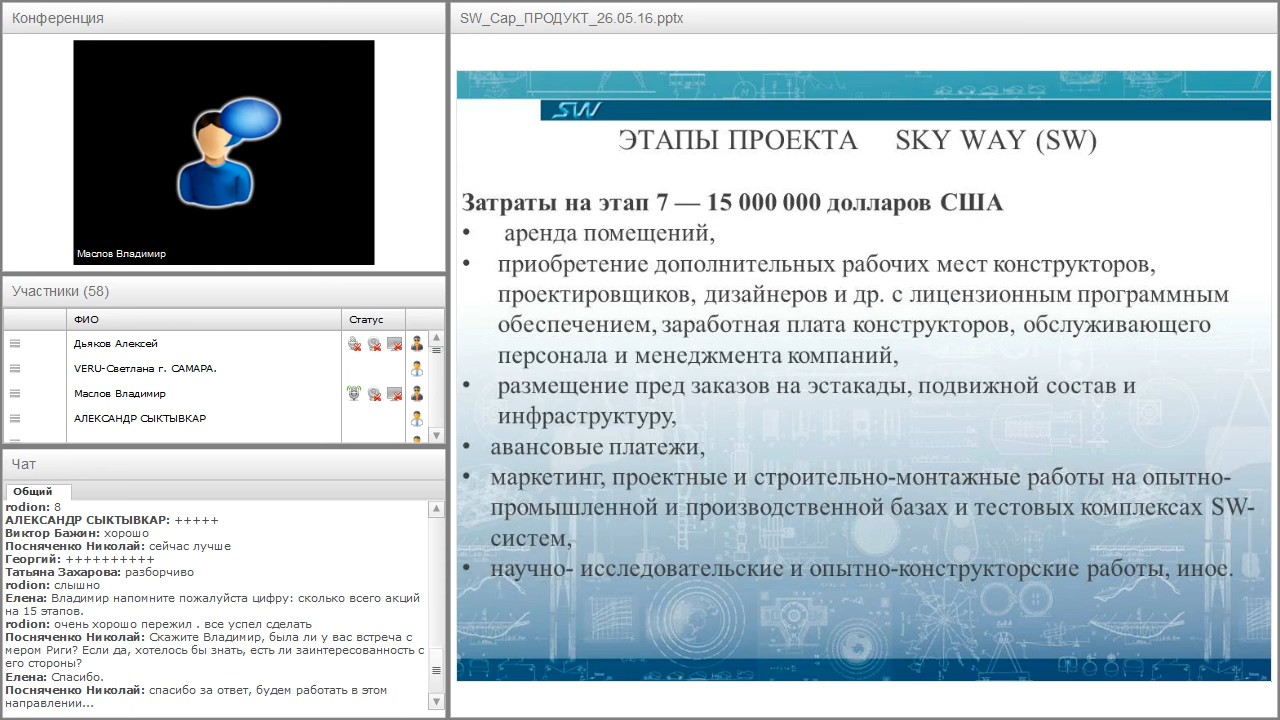 Конференция
Маслов Владимир
Участники (58)
ФИО Статус
Дьяков Алексей
VERU-Светлана г. САМАРА.
Маслов Владимир
АЛЕКСАНДР СЫКТЫВКАР
Чат
Общий
rodion: 8
АЛЕКСАНДР СЫКТЫВКАР: +++++
Виктор Бажин: хорошо
Посняченко Николай: сейчас лучше
Георгий: ++++++++++
Татьяна Захарова: разборчиво
rodion: слышно
Елена: Владимир напомните пожалуйста цифру: сколько всего акций
на 15 этапов.
rodion: очень хорошо пережил . все успел сделать
Посняченко Николай: Скажите Владимир, была ли у вас встреча с
мером Риги? Если да, хотелось бы знать, есть ли заинтересованность с
его стороны?
Елена: Спасибо.
Посняченко Николай: спасибо за ответ, будем работать в этом
направлении...
SW_Cap_ПРОДУКТ_26.05.16.pptx
SW
ЭТАПЫ ПРОЕКТА SKY WAY (SW)
Затраты на этап 7 — 15 000 000 долларов США
• аренда помещений,
• приобретение дополнительных рабочих мест конструкторов,
проектировщиков, дизайнеров и др. с лицензионным программным
обеспечением, заработная плата конструкторов, обслуживающего
персонала и менеджмента компаний,
• размещение пред заказов на эстакады, подвижной состав и
инфраструктуру,
• авансовые платежи,
• маркетинг, проектные и строительно-монтажные работы на опытно-
промышленной и производственной базах и тестовых комплексах SW-
систем,
• научно- исследовательские и опытно-конструкторские работы, иное.